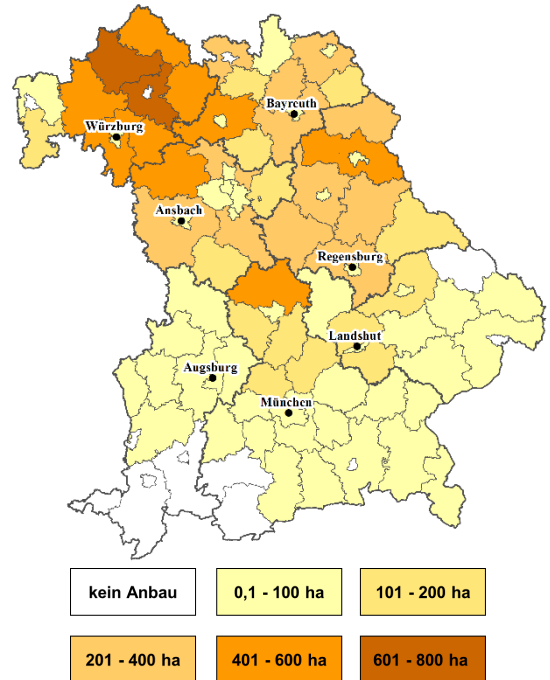 Bayrcuth
Würzburg
Ansbach
Regensburg
Landshut
Augsburg
München
kein Anbau
0,1 - 100 ha
101 - 200 ha
201 - 400 ha
401 - 600 ha
601 - 800 ha